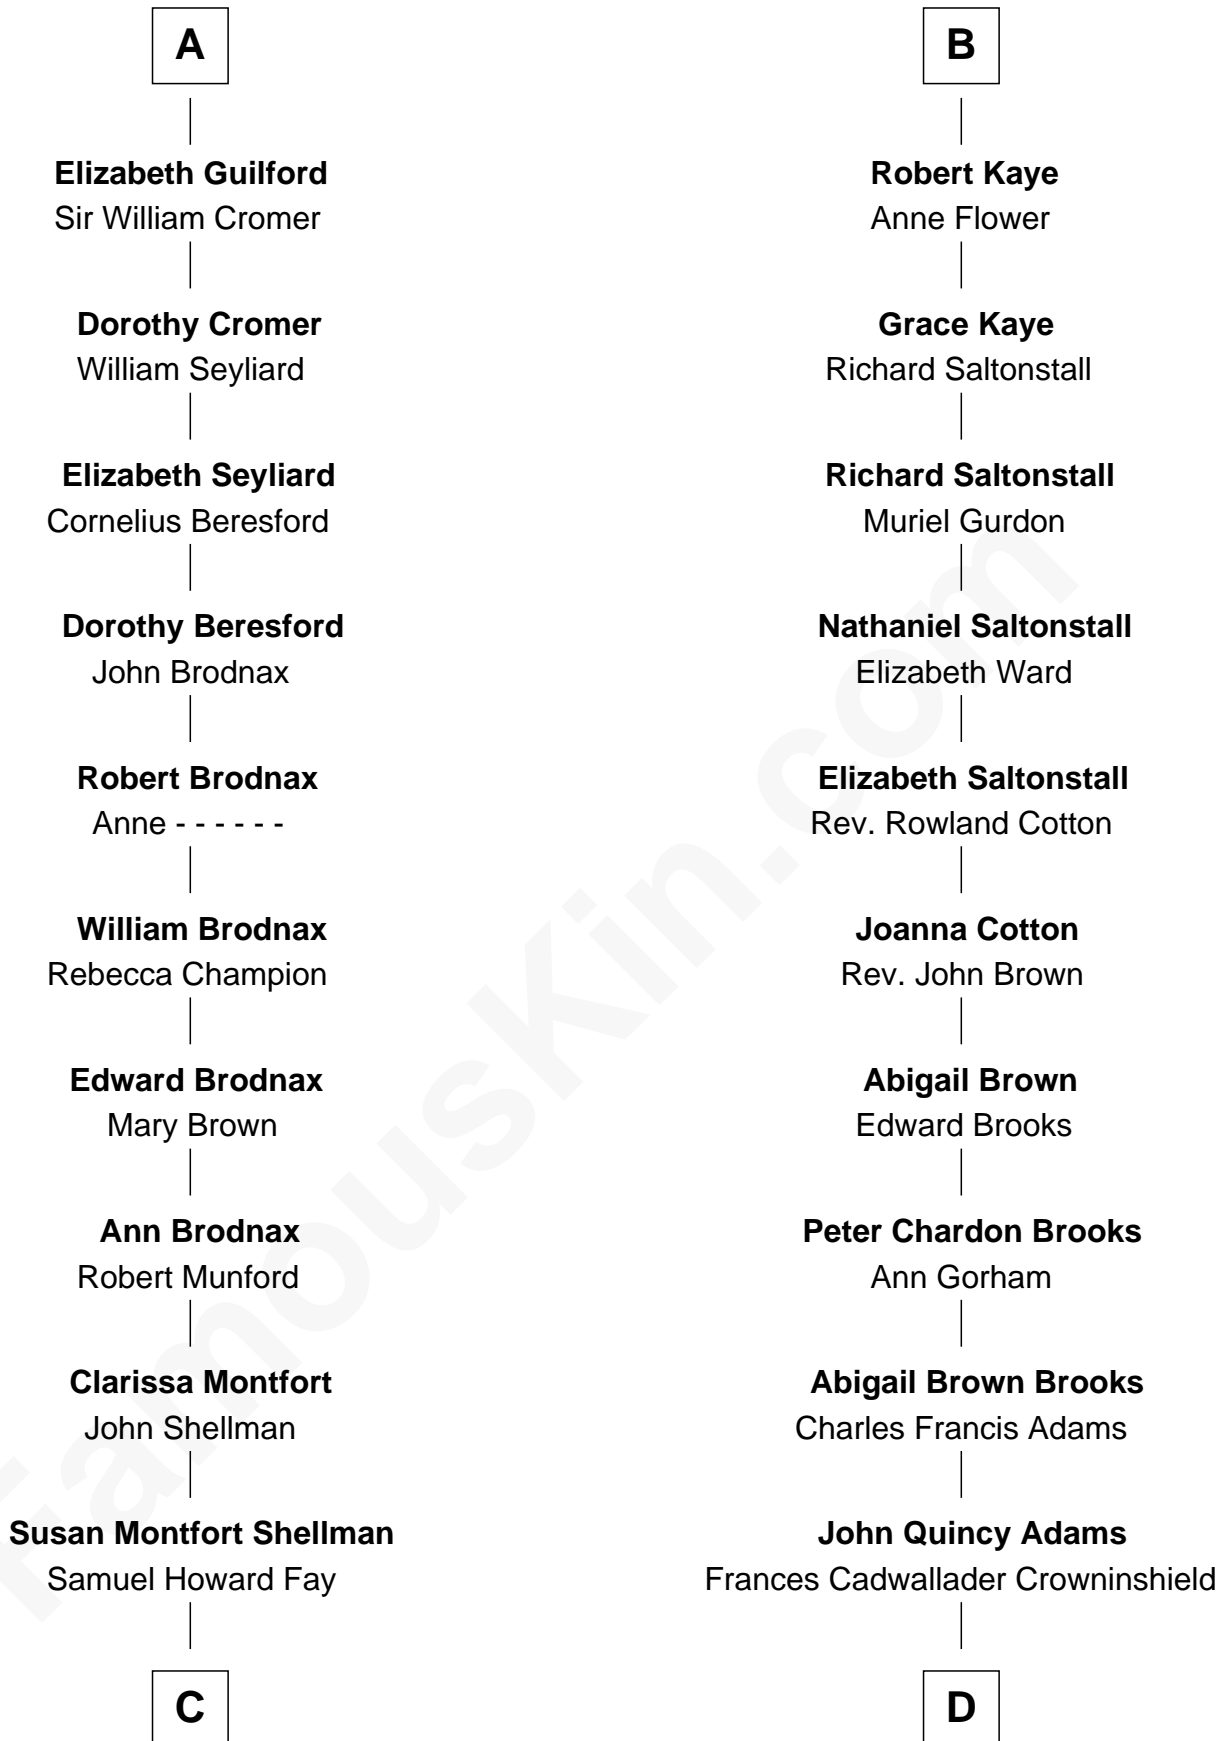 A
Elizabeth Guilford
Sir William Cromer
Dorothy Cromer
William Seyliard
Elizabeth Seyliard
Cornelius Beresford
Dorothy Beresford
John Brodnax
Robert Brodnax
Anne - - - - - -
William Brodnax
Rebecca Champion
Edward Brodnax
Mary Brown
Ann Brodnax
Robert Munford
Clarissa Montfort
John Shellman
Susan Montfort Shellman
Samuel Howard Fay
C
B
Robert Kaye
Anne Flower
Grace Kaye
Richard Saltonstall
Richard Saltonstall
Muriel Gurdon
Nathaniel Saltonstall
Elizabeth Ward
Elizabeth Saltonstall
Rev. Rowland Cotton
Joanna Cotton
Rev. John Brown
Abigail Brown
Edward Brooks
Peter Chardon Brooks
Ann Gorham
Abigail Brown Brooks
Charles Francis Adams
John Quincy Adams
Frances Cadwallader Crowninshield
D
FamousKin.com